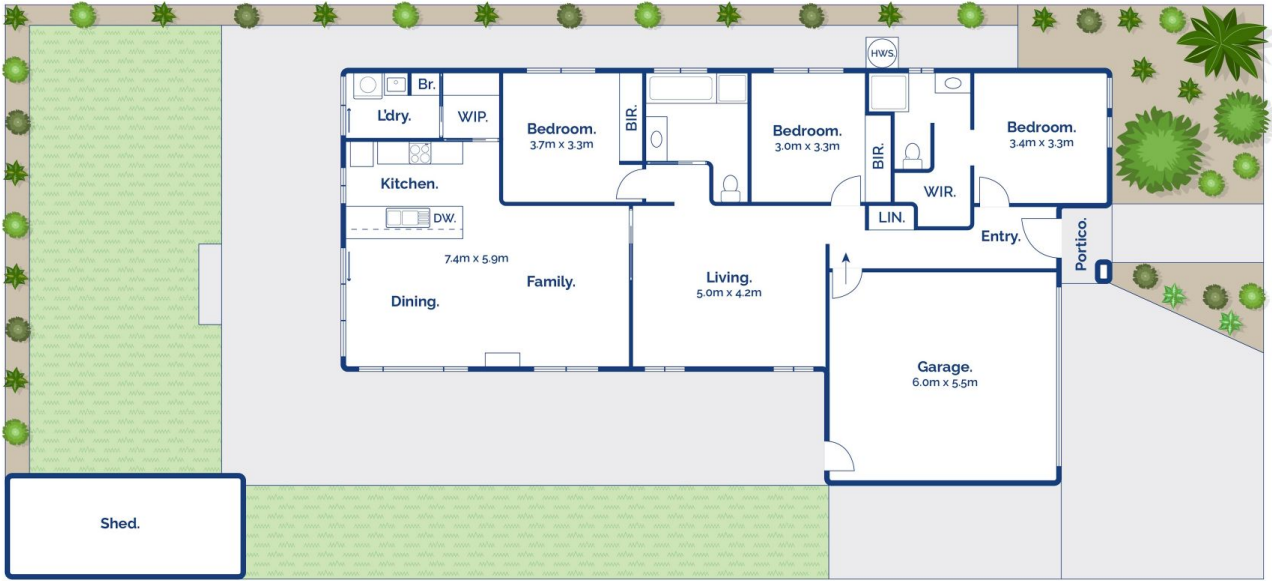 HWS.
Br.
L'dry.
WIP.
Bedroom.
3.7m x 3.3m
BIR.
Bedroom.
3.0m x 3.3m
BIR.
Bedroom.
3.4m x 3.3m
Kitchen.
WIR.
DW.
LIN.
Entry.
Portico.
7.4m x 5.9m
Family.
Dining.
Living.
5.0m x 4.2m
Garage.
6.0m x 5.5m
Shed.